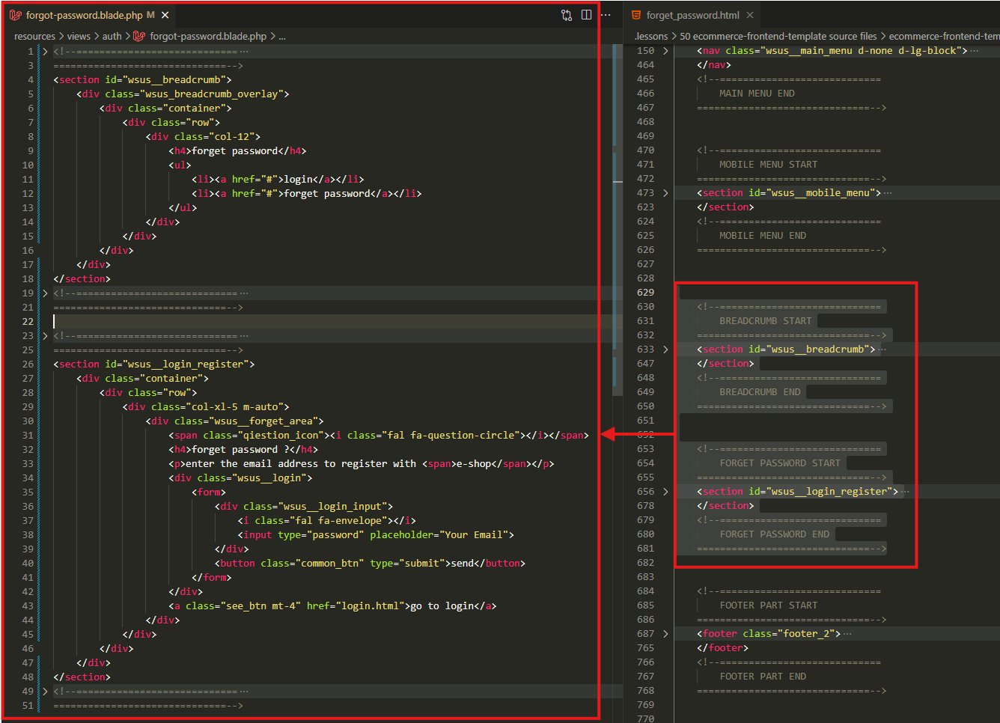 forgot-password.blade.php M
resources > views > auth > forgot-password.blade.php > ...
1 <!--============================ ...
3 ==============================-->
4 <section id="wsus__breadcrumb">
5 <div class="wsus_breadcrumb_overlay">
6 <div class="container">
7 <div class="row">
8 <div class="col-12">
9 <h4>forget password</h4>
10 <ul>
11 <li><a href="#">login</a></li>
12 <li><a href="#">forget password</a></li>
13 </ul>
14 </div>
15 </div>
16 </div>
17 </div>
18 </section>
19 <!--============================ ...
21 ==============================-->
22
23 <!--============================ ...
25 ==============================-->
26 <section id="wsus__login_register">
27 <div class="container">
28 <div class="row">
29 <div class="col-xl-5 m-auto">
30 <div class="wsus__forget_area">
31 <span class="qiestion_icon"><i class="fal fa-question-circle"></i></span>
32 <h4>forget password ?</h4>
33 <p>enter the email address to register with <span>e-shop</span></p>
34 <div class="wsus__login">
35 <form>
36 <div class="wsus__login_input">
37 <i class="fal fa-envelope"></i>
38 <input type="password" placeholder="Your Email">
39 </div>
40 <button class="common_btn" type="submit">send</button>
41 </form>
42 </div>
43 <a class="see_btn mt-4" href="login.html">go to login</a>
44 </div>
45 </div>
46 </div>
47 </div>
48 </section>
49 <!--============================ ...
51 ==============================-->
forget_password.html
.lessons > 50 ecommerce-frontend-template source files > ecommerce-frontend-tem
150 <nav class="wsus__main_menu d-none d-lg-block"> ...
464 </nav>
465 <!--============================
466 MAIN MENU END
467 ==============================-->
468
469
470 <!--============================
471 MOBILE MENU START
472 ==============================-->
473 <section id="wsus__mobile_menu"> ...
623 </section>
624 <!--============================
625 MOBILE MENU END
626 ==============================-->
627
628
629
630 <!--============================
631 BREADCRUMB START
632 ==============================-->
633 <section id="wsus__breadcrumb"> ...
647 </section>
648 <!--============================
649 BREADCRUMB END
650 ==============================-->
651
652
653 <!--============================
654 FORGET PASSWORD START
655 ==============================-->
656 <section id="wsus__login_register"> ...
678 </section>
679 <!--============================
680 FORGET PASSWORD END
681 ==============================-->
682
683
684 <!--============================
685 FOOTER PART START
686 ==============================-->
687 <footer class="footer_2"> ...
765 </footer>
766 <!--============================
767 FOOTER PART END
768 ==============================-->
769
770